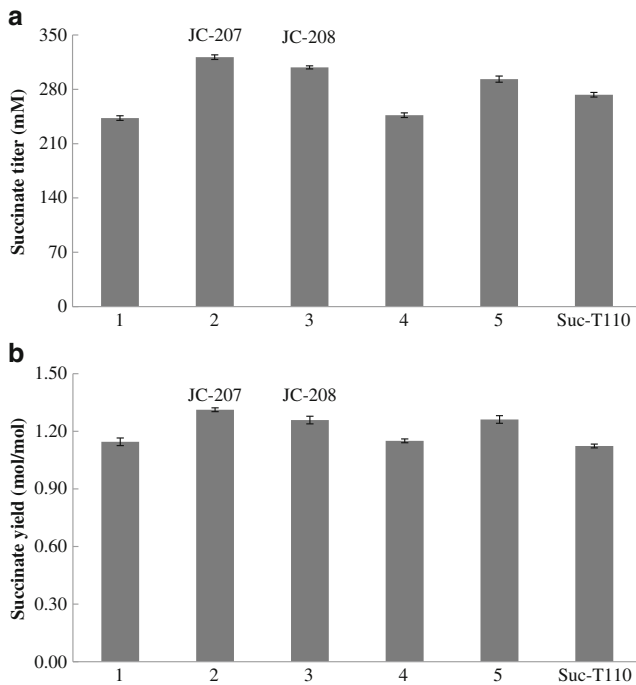 a
350
JC-207
JC-208
280
210
140
70
0
Succinate titer (mM)
1
2
3
4
5
Suc-T110
b
1.50
JC-207
JC-208
1.20
0.90
0.60
0.30
0.00
Succinate yield (mol/mol)
1
2
3
4
5
Suc-T110